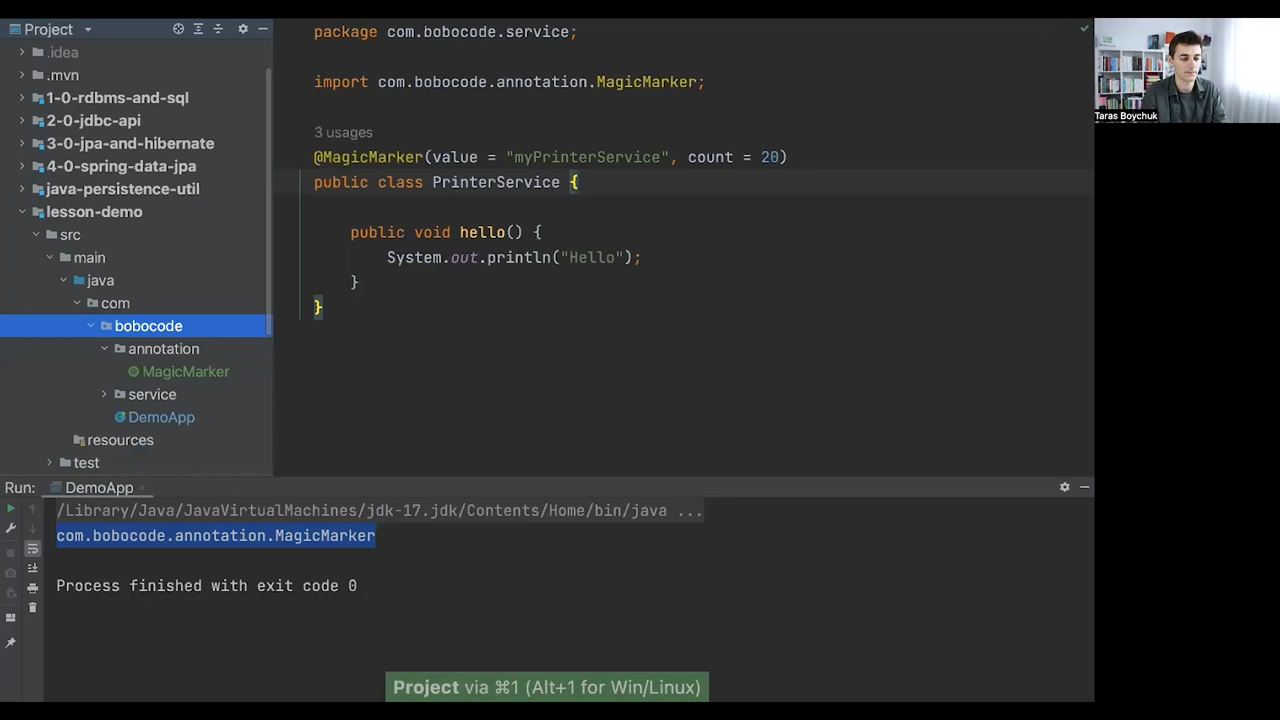 Project
.idea
.mvn
1-0-rdbms-and-sql
2-0-jdbc-api
3-0-jpa-and-hibernate
4-0-spring-data-jpa
java-persistence-util
lesson-demo
src
main
java
com
bobocode
annotation
MagicMarker
service
DemoApp
resources
test
package com.bobocode.service;
import com.bobocode.annotation.MagicMarker;
3 usages
@MagicMarker(value = "myPrinterService", count = 20)
public class PrinterService {
public void hello() {
System.out.println("Hello");
}
}
Taras Boychuk
Run: DemoApp
/Library/Java/JavaVirtualMachines/jdk-17.jdk/Contents/Home/bin/java ...
com.bobocode.annotation.MagicMarker
Process finished with exit code 0
Project via ⌘1 (Alt+1 for Win/Linux)